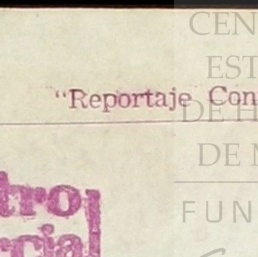 CEN
EST
"Reportaje Con
DE H
DE M
tro
rcial
FUN